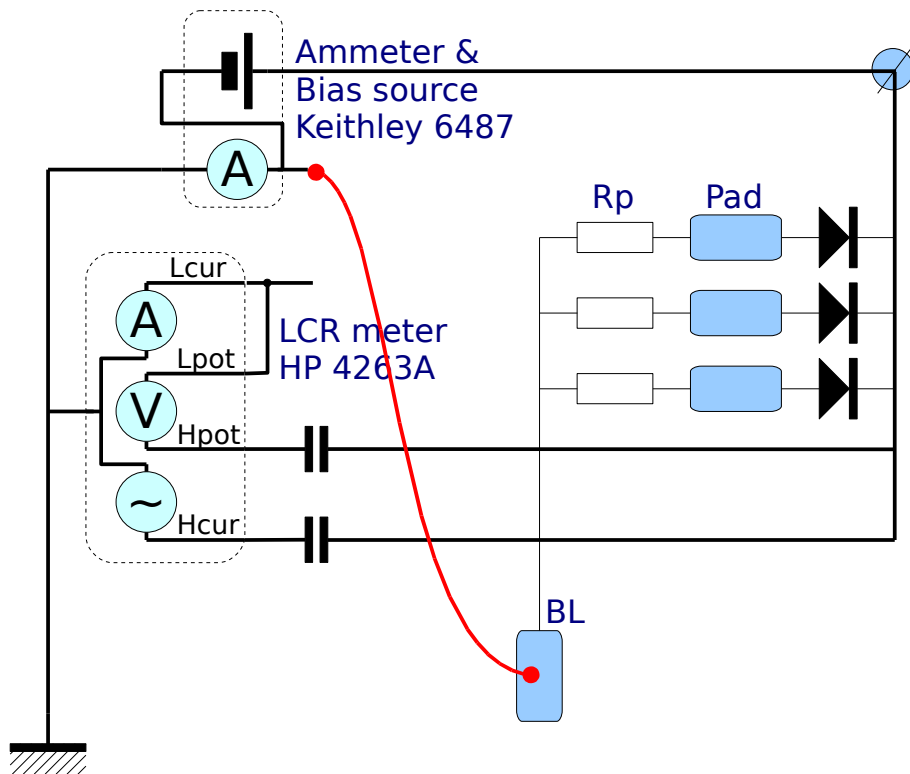 Ammeter &
Bias source
Keithley 6487
A
Rp
Pad
Lcur
A
LCR meter
HP 4263A
Lpot
V
Hpot
~
Hcur
BL